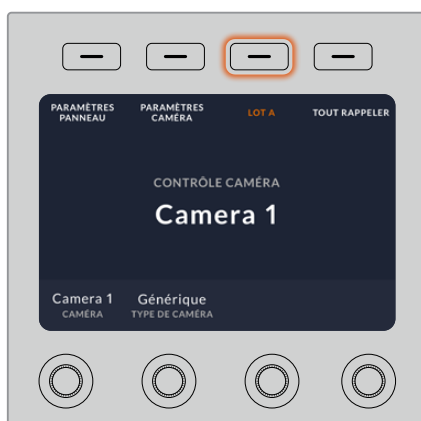 PARAMÈTRES
PANNEAU
PARAMÈTRES
CAMÉRA
LOT A
TOUT RAPPELER
CONTRÔLE CAMÉRA
Camera 1
Camera 1
CAMÉRA
Générique
TYPE DE CAMÉRA